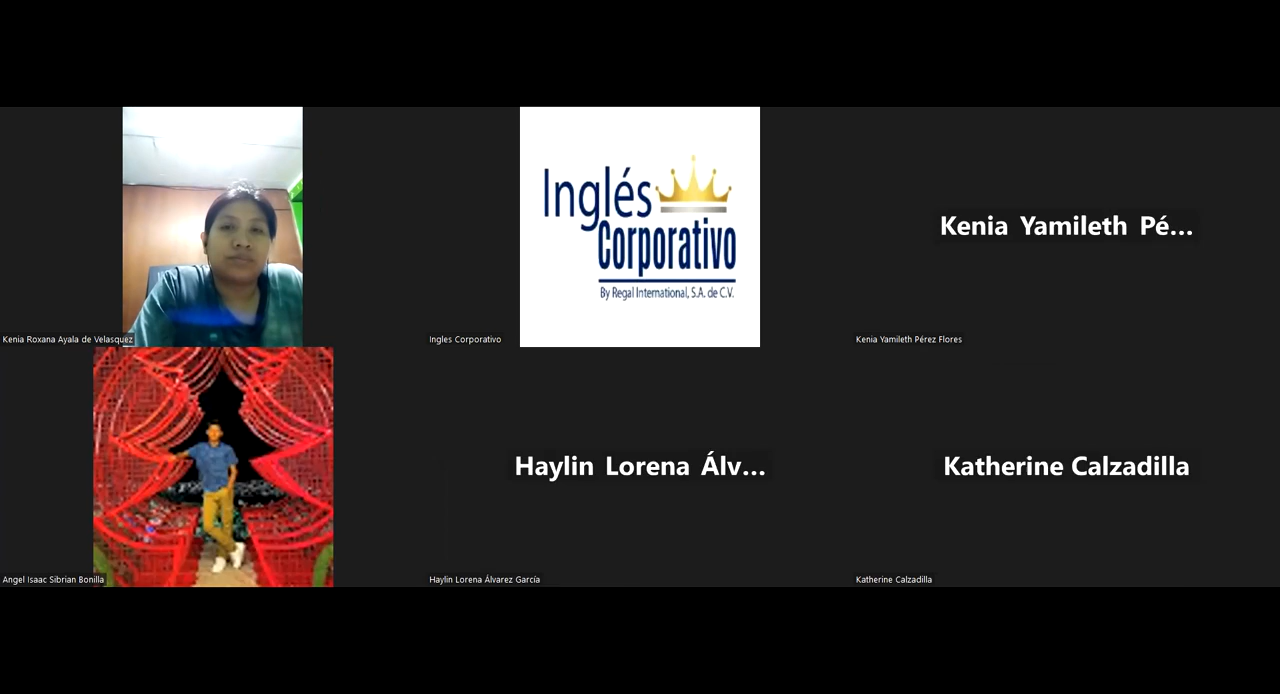 Inglés
Corporativo
By Regal International, S.A. de C.V.
Kenia Yamileth Pé...
Kenia Roxana Ayala de Velasquez
Ingles Corporativo
Kenia Yamileth Pérez Flores
Haylin Lorena Álv...
Katherine Calzadilla
Angel Isaac Sibrian Bonilla
Haylin Lorena Álvarez García
Katherine Calzadilla